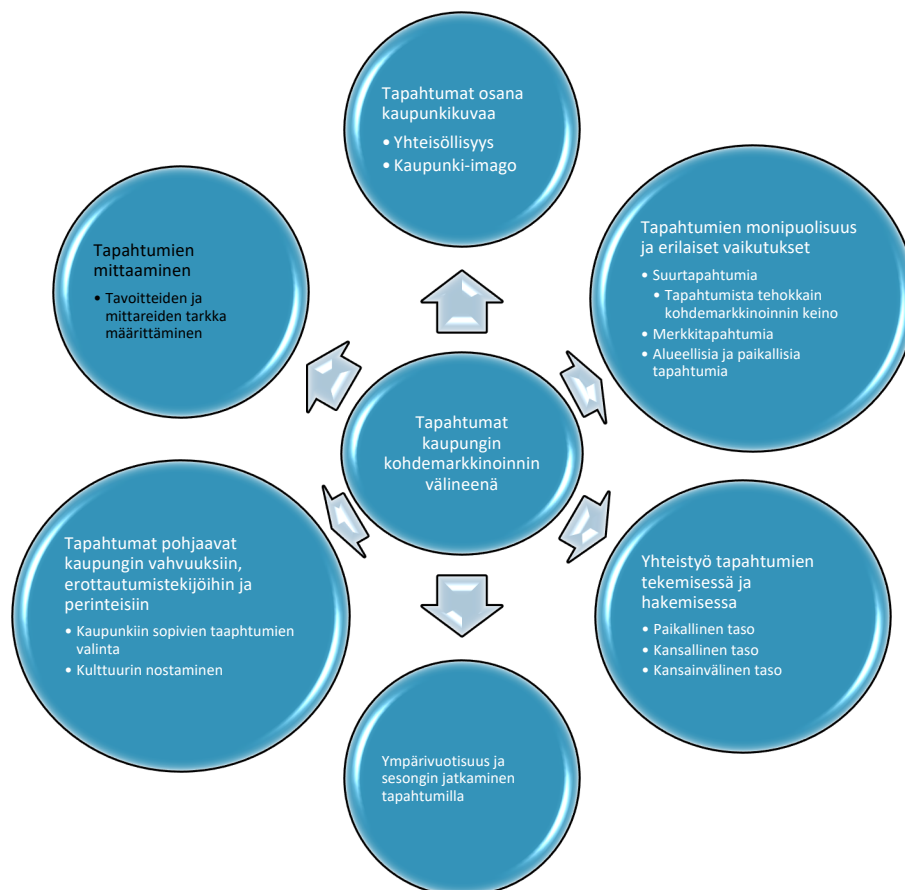 Tapahtumat osana
kaupunkikuvaa
• Yhteisöllisyys
• Kaupunki-imago
Tapahtumien monipuolisuus
ja erilaiset vaikutukset
• Suurtapahtumia
• Tapahtumista tehokkain
kohdemarkkinoinnin keino
• Merkkitapahtumia
• Alueellisia ja paikallisia
tapahtumia
Yhteistyö tapahtumien
tekemisessä ja
hakemisessa
• Paikallinen taso
• Kansallinen taso
• Kansainvälinen taso
Ympärivuotisuus ja
sesongin jatkaminen
tapahtumilla
Tapahtumat pohjaavat
kaupungin vahvuuksiin,
erottautumistekijöihin ja
perinteisiin
• Kaupunkiin sopivien taaphtumien
valinta
• Kulttuurin nostaminen
Tapahtumien
mittaaminen
• Tavoitteiden ja
mittareiden tarkka
määrittäminen
Tapahtumat
kaupungin
kohdemarkkinoinnin
välineenä